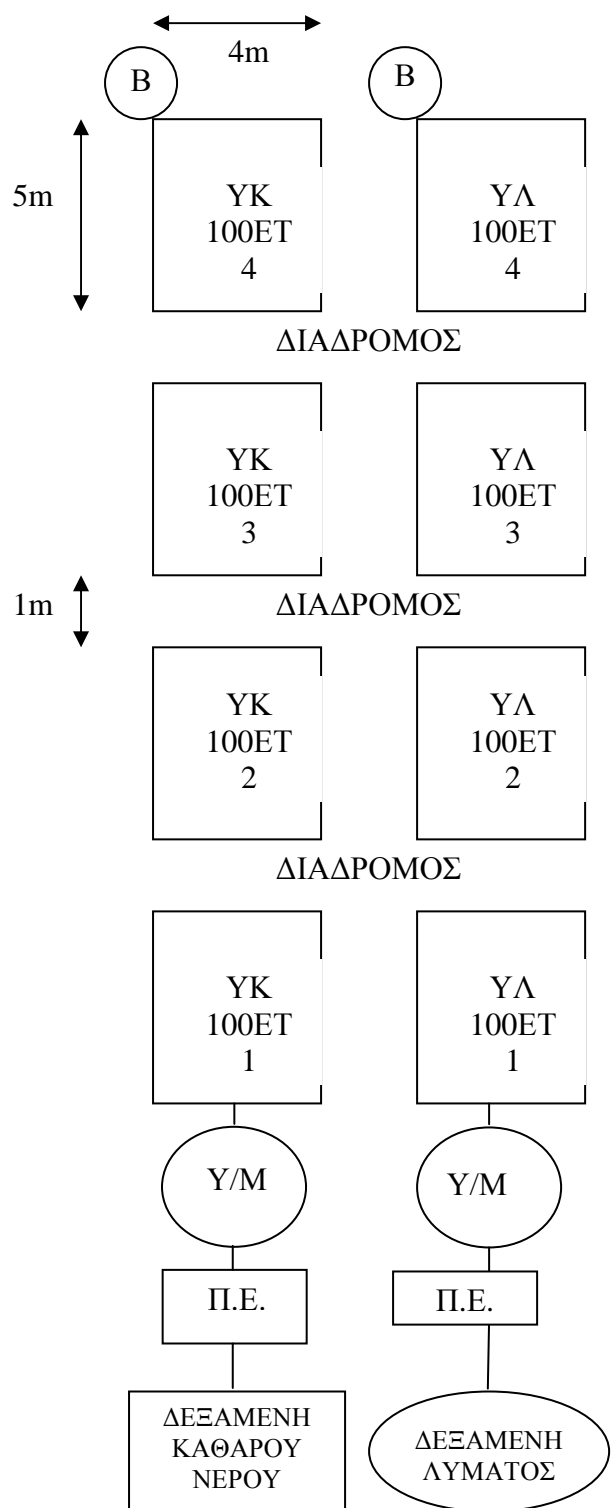 4m
B
B
5m
ΥΚ
100ΕΤ
4
ΥΛ
100ΕΤ
4
ΔΙΑΔΡΟΜΟΣ
ΥΚ
100ΕΤ
3
ΥΛ
100ΕΤ
3
1m
ΔΙΑΔΡΟΜΟΣ
ΥΚ
100ΕΤ
2
ΥΛ
100ΕΤ
2
ΔΙΑΔΡΟΜΟΣ
ΥΚ
100ΕΤ
1
ΥΛ
100ΕΤ
1
Υ/Μ
Υ/Μ
Π.Ε.
Π.Ε.
ΔΕΞΑΜΕΝΗ
ΚΑΘΑΡΟΥ
ΝΕΡΟΥ
ΔΕΞΑΜΕΝΗ
ΛΥΜΑΤΟΣ